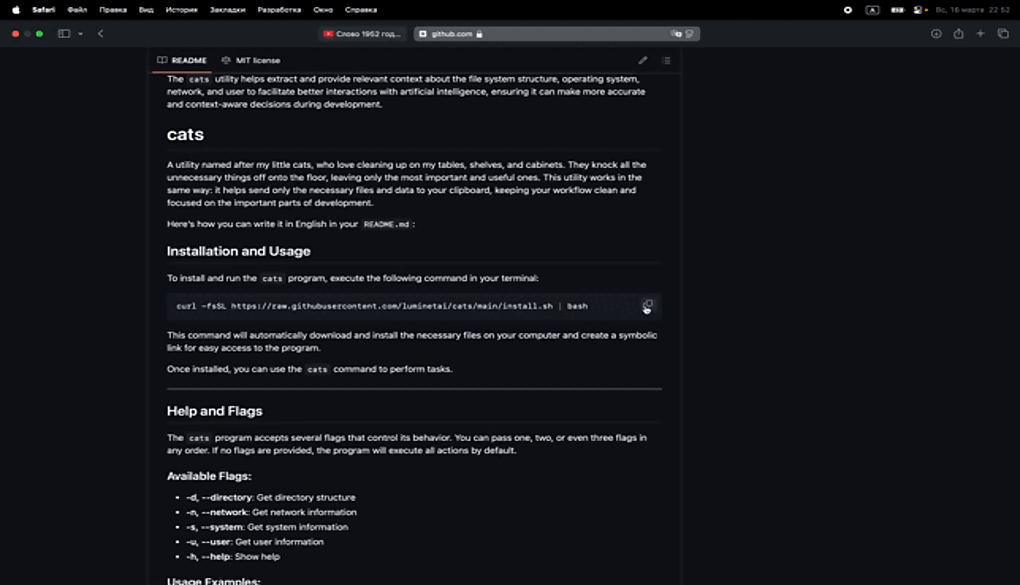 Safari Файл Правка Вид История Закладки Разработка Окно Справка A Вс, 16 марта 22 52
Слово 1952 год... github.com
README MIT license
The cats utility helps extract and provide relevant context about the file system structure, operating system,
network, and user to facilitate better interactions with artificial intelligence, ensuring it can make more accurate
and context-aware decisions during development.
cats
A utility named after my little cats, who love cleaning up on my tables, shelves, and cabinets. They knock all the
unnecessary things off onto the floor, leaving only the most important and useful ones. This utility works in the
same way: it helps send only the necessary files and data to your clipboard, keeping your workflow clean and
focused on the important parts of development.
Here's how you can write it in English in your README.md :
Installation and Usage
To install and run the cats program, execute the following command in your terminal:
curl -fsSL https://raw.githubusercontent.com/luminetai/cats/main/install.sh | bash
This command will automatically download and install the necessary files on your computer and create a symbolic
link for easy access to the program.
Once installed, you can use the cats command to perform tasks.
Help and Flags
The cats program accepts several flags that control its behavior. You can pass one, two, or even three flags in
any order. If no flags are provided, the program will execute all actions by default.
Available Flags:
• -d, --directory: Get directory structure
• -n, --network: Get network information
• -s, --system: Get system information
• -u, --user: Get user information
• -h, --help: Show help
Usage Examples: